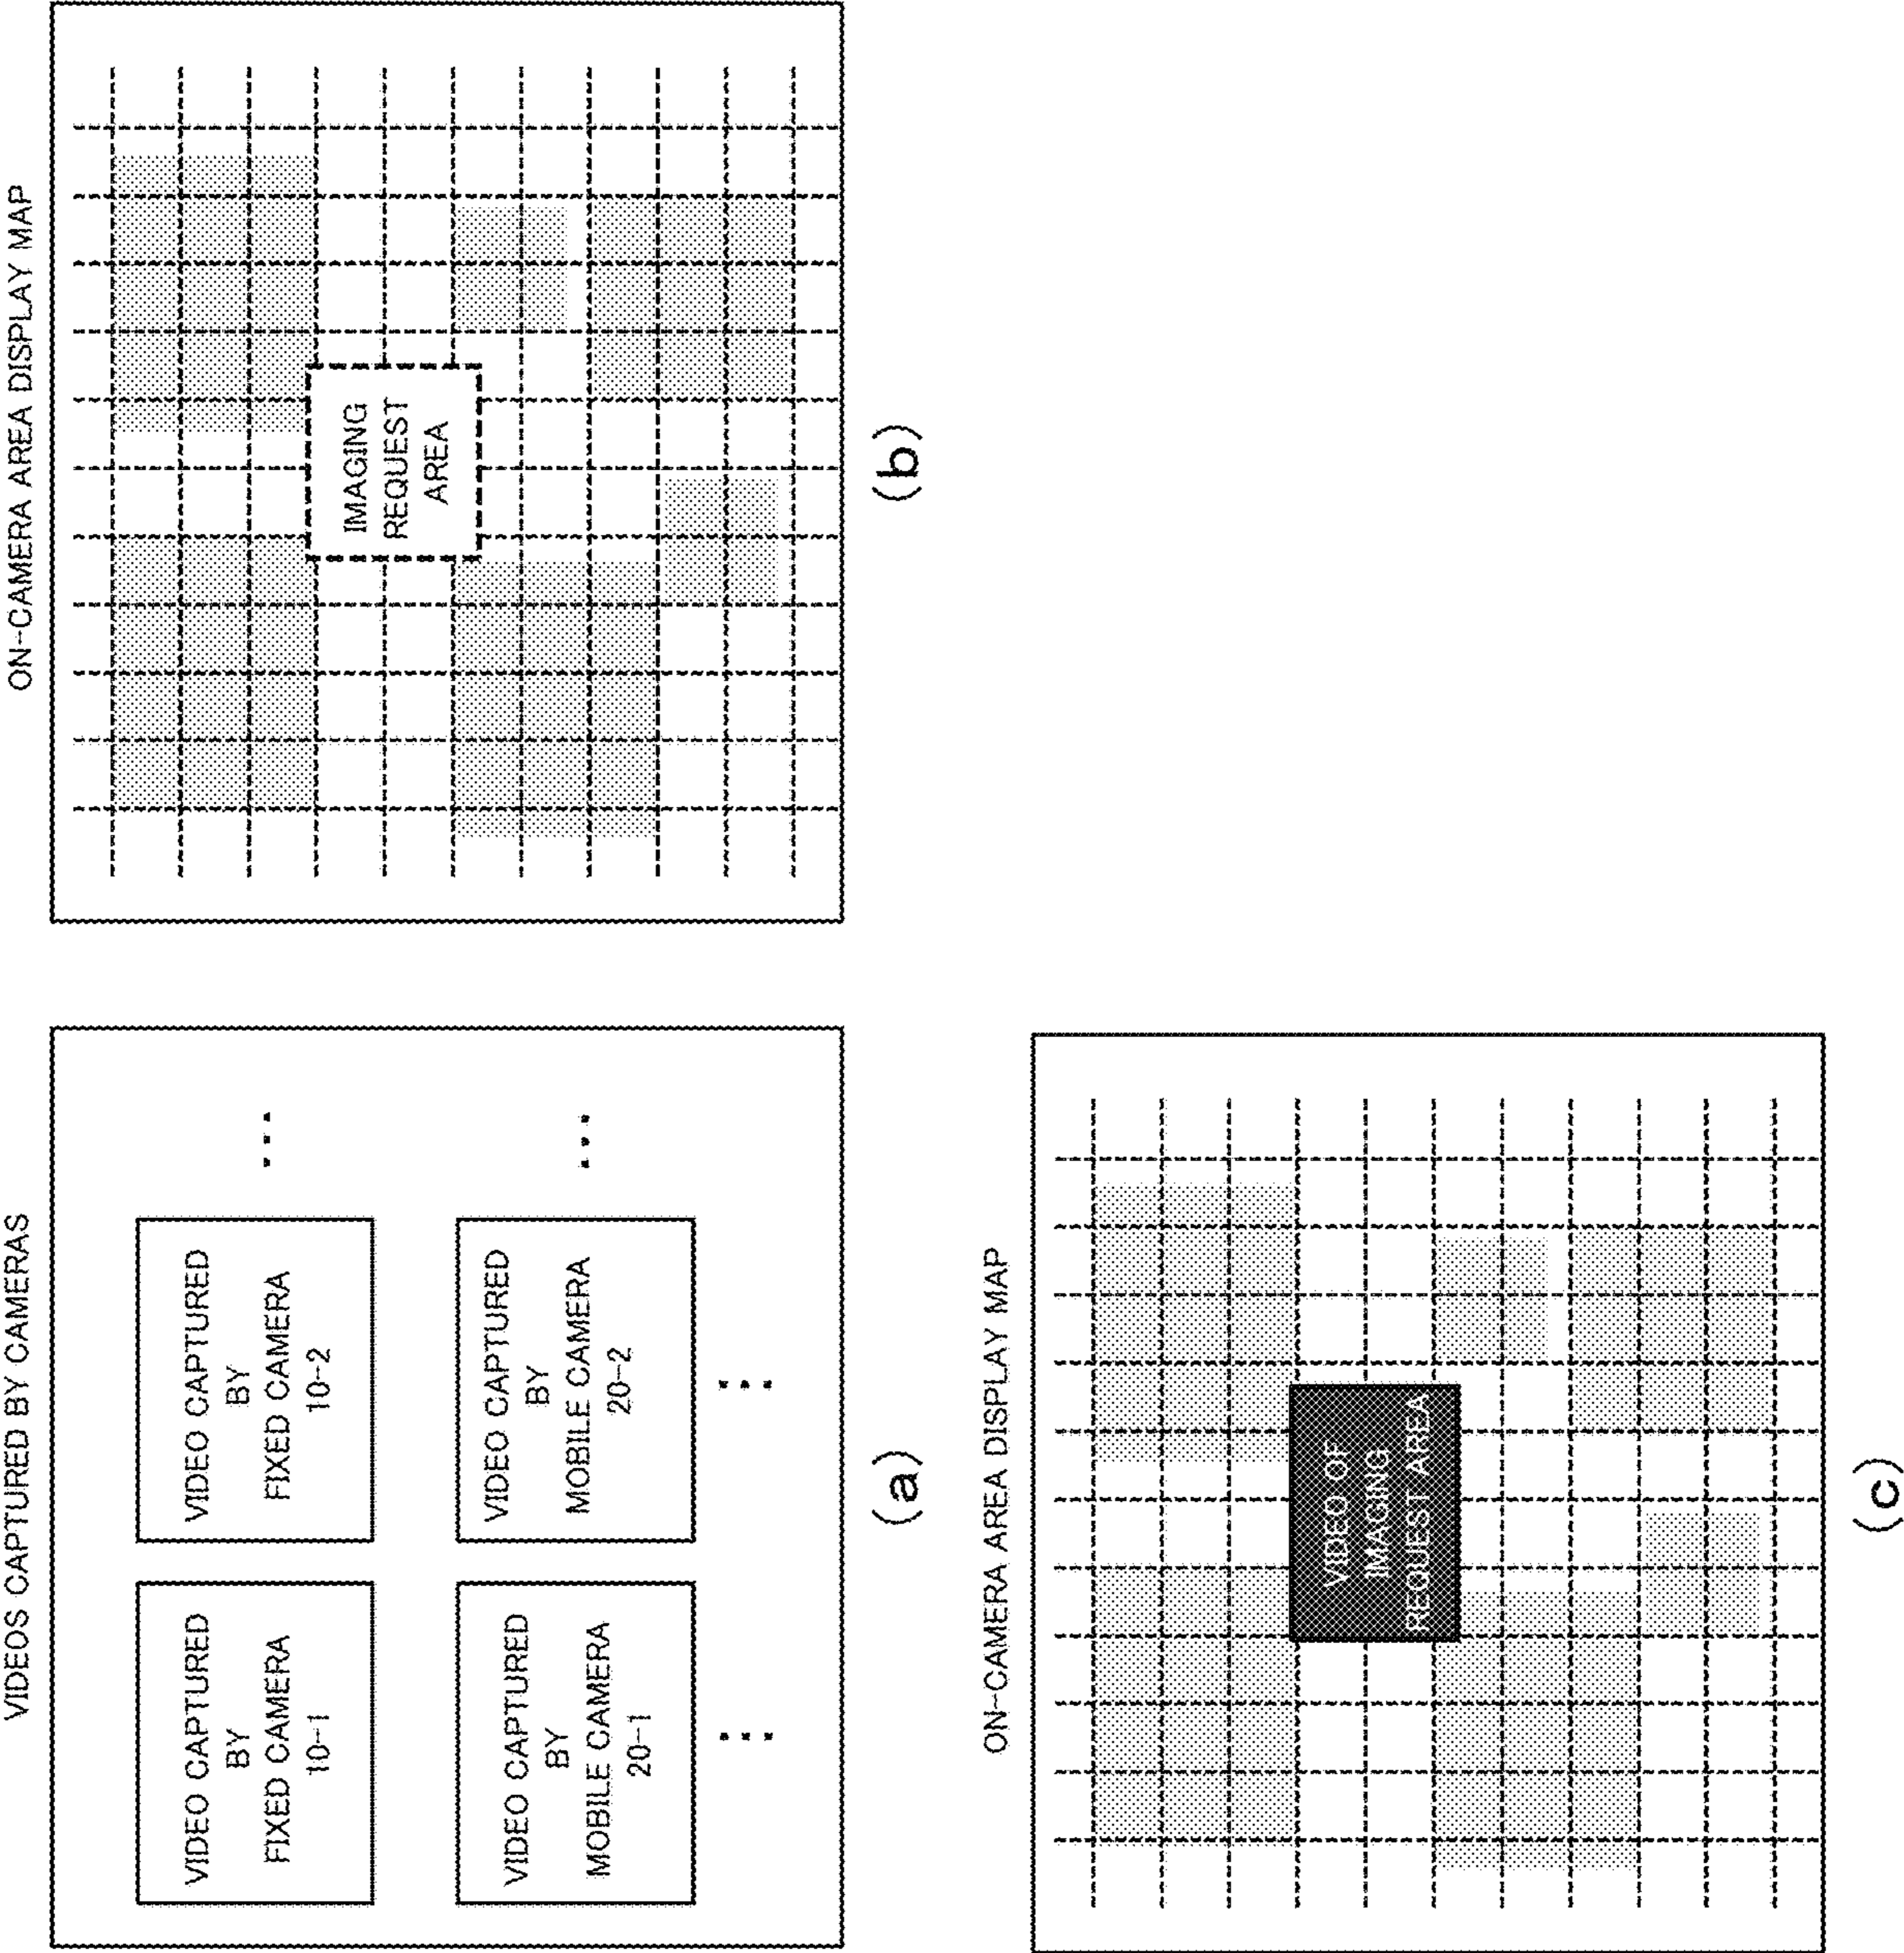 VIDEOS CAPTURED BY CAMERAS
VIDEO CAPTURED
BY
FIXED CAMERA
10-1
VIDEO CAPTURED
BY
FIXED CAMERA
10-2
...
VIDEO CAPTURED
BY
MOBILE CAMERA
20-1
VIDEO CAPTURED
BY
MOBILE CAMERA
20-2
...
(a)
ON-CAMERA AREA DISPLAY MAP
IMAGING
REQUEST
AREA
(b)
ON-CAMERA AREA DISPLAY MAP
VIDEO OF
IMAGING
REQUEST AREA
(c)